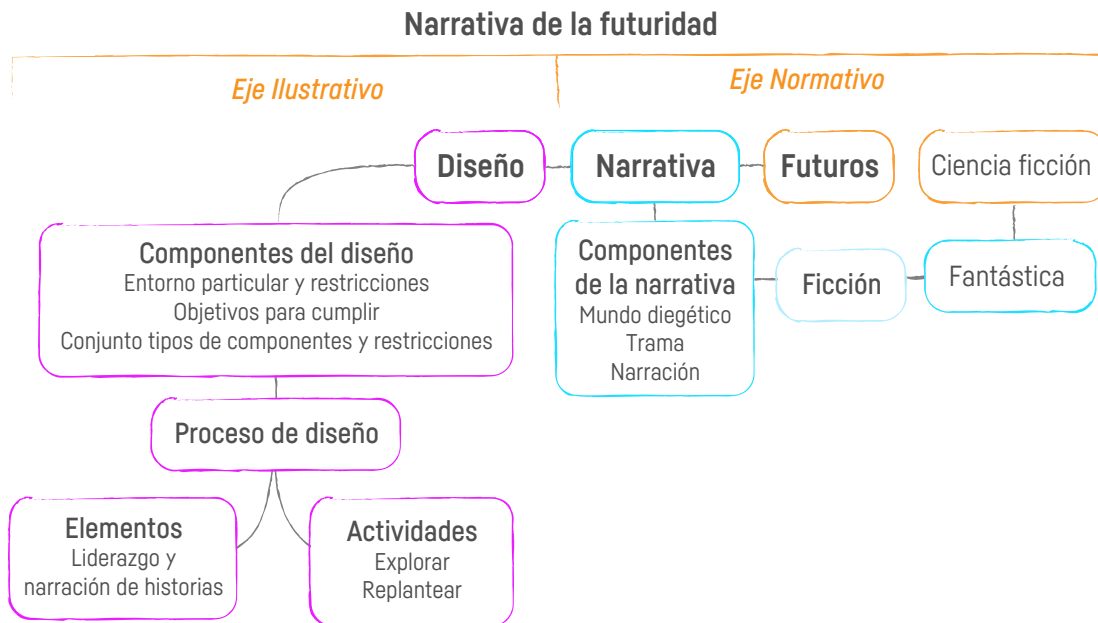 Narrativa de la futuridad
Eje Ilustrativo
Eje Normativo
Diseño
Narrativa
Futuros
Ciencia ficción
Componentes del diseño
Entorno particular y restricciones
Objetivos para cumplir
Conjunto tipos de componentes y restricciones
Componentes
de la narrativa
Mundo diegético
Trama
Narración
Ficción
Fantástica
Proceso de diseño
Elementos
Liderazgo y
narración de historias
Actividades
Explorar
Replantear